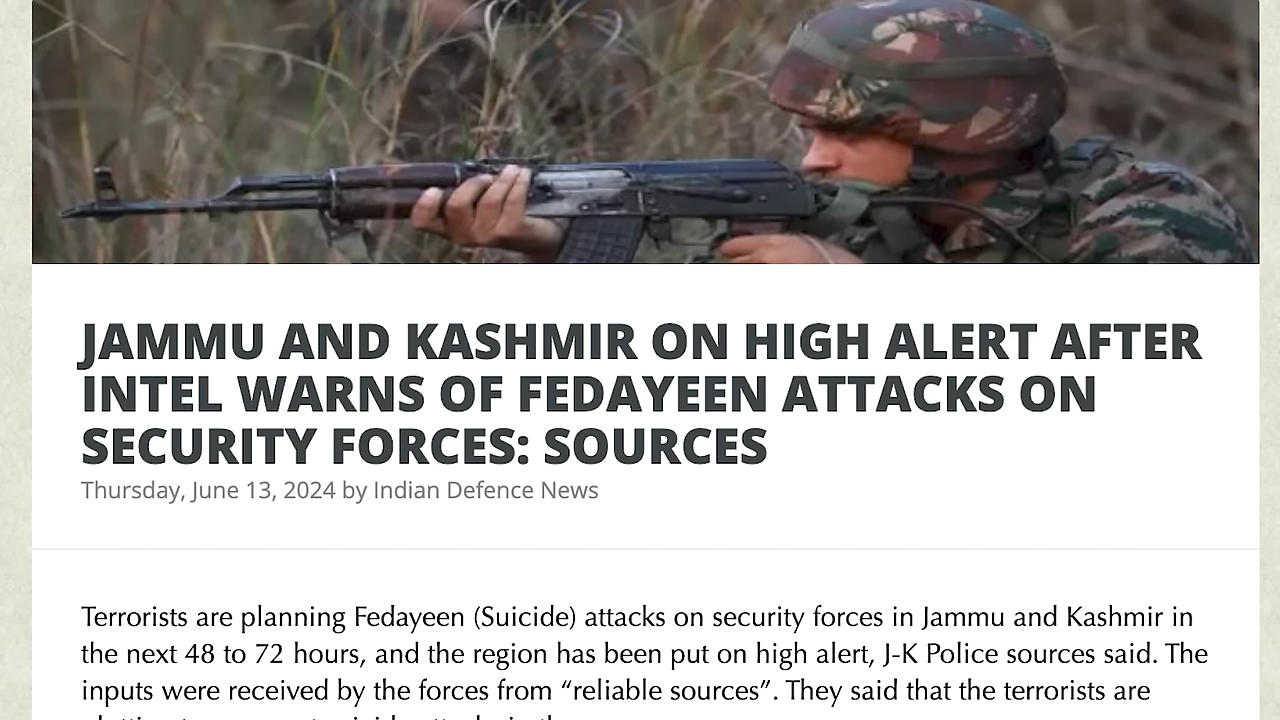 JAMMU AND KASHMIR ON HIGH ALERT AFTER
INTEL WARNS OF FEDAYEEN ATTACKS ON
SECURITY FORCES: SOURCES
Thursday, June 13, 2024 by Indian Defence News
Terrorists are planning Fedayeen (Suicide) attacks on security forces in Jammu and Kashmir in
the next 48 to 72 hours, and the region has been put on high alert, J-K Police sources said. The
inputs were received by the forces from “reliable sources”. They said that the terrorists are